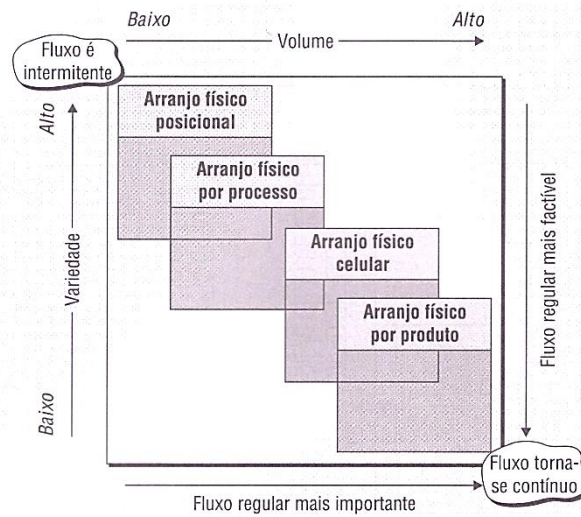 Baixo
Alto
Volume
Fluxo é
intermitente
Alto
Variedade
Baixo
Arranjo físico
posicional
Arranjo físico
por processo
Arranjo físico
celular
Arranjo físico
por produto
Fluxo regular mais factível
Fluxo torna-
se contínuo
Fluxo regular mais importante